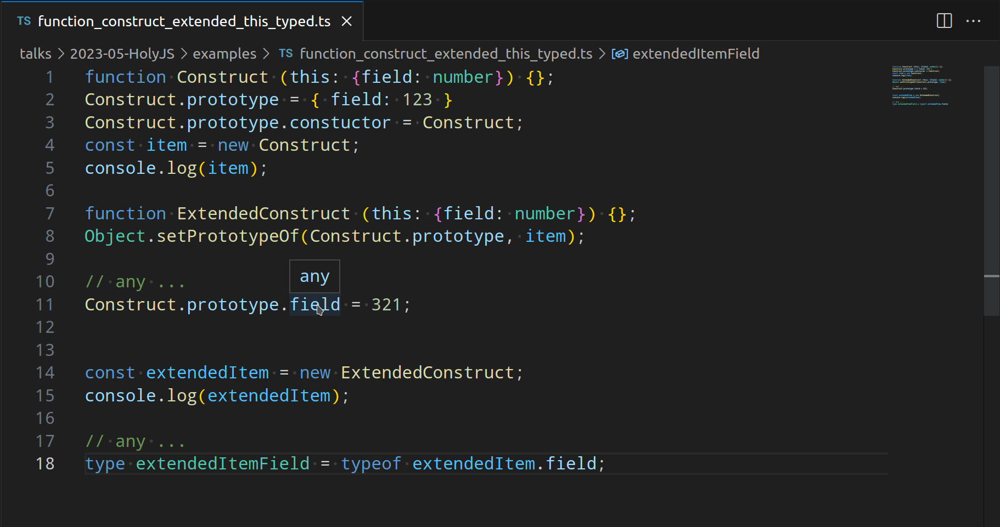 TS function_construct_extended_this_typed.ts
talks > 2023-05-HolyJS > examples > TS function_construct_extended_this_typed.ts > extendedItemField
1 function Construct (this: {field: number}) {};
2 Construct.prototype = { field: 123 }
3 Construct.prototype.constuctor = Construct;
4 const item = new Construct;
5 console.log(item);
6
7 function ExtendedConstruct (this: {field: number}) {};
8 Object.setPrototypeOf(Construct.prototype, item);
9
any
10 // any ...
11 Construct.prototype.field = 321;
12
13
14 const extendedItem = new ExtendedConstruct;
15 console.log(extendedItem);
16
17 // any ...
18 type extendedItemField = typeof extendedItem.field;